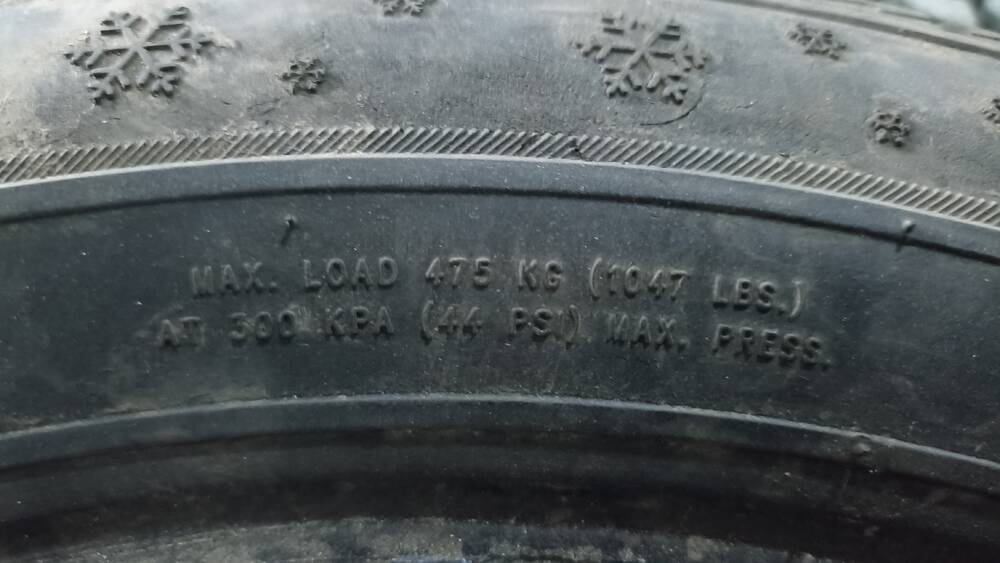 MAX. LOAD 475 KG (1047 LBS.)
AT 300 KPA (44 PSI) MAX. PRESS.